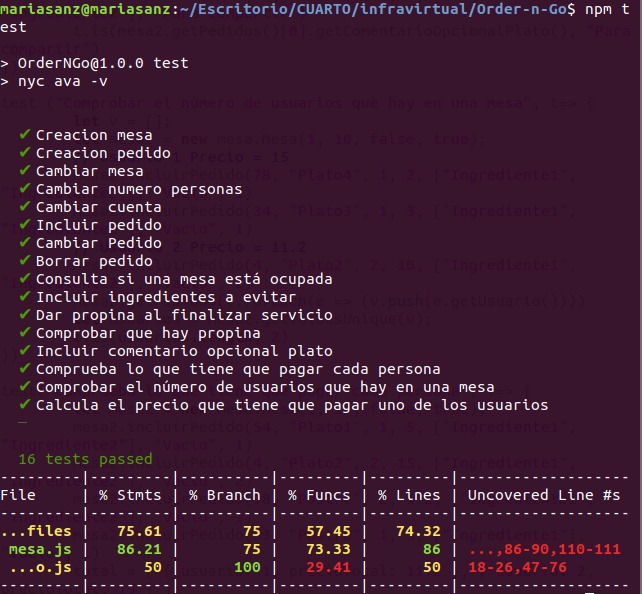 mariasanz@mariasanz:~/Escritorio/CUARTO/infravirtual/Order-n-Go$ npm t
est
> OrderNGo@1.0.0 test
> nyc ava -v
✔ Creacion mesa
✔ Creacion pedido
✔ Cambiar mesa
✔ Cambiar numero personas
✔ Cambiar cuenta
✔ Incluir pedido
✔ Cambiar Pedido
✔ Borrar pedido
✔ Consulta si una mesa está ocupada
✔ Incluir ingredientes a evitar
✔ Dar propina al finalizar servicio
✔ Comprobar que hay propina
✔ Incluir comentario opcional plato
✔ Comprueba lo que tiene que pagar cada persona
✔ Comprobar el número de usuarios que hay en una mesa
✔ Calcula el precio que tiene que pagar uno de los usuarios
16 tests passed
----------|---------|----------|---------|---------|-------------------
File      | % Stmts | % Branch | % Funcs | % Lines | Uncovered Line #s
----------|---------|----------|---------|---------|-------------------
...files  |   75.61 |       75 |   57.45 |   74.32 |
 mesa.js  |   86.21 |       75 |   73.33 |      86 | ...,86-90,110-111
 ...o.js  |      50 |      100 |   29.41 |      50 | 18-26,47-76
----------|---------|----------|---------|---------|-------------------